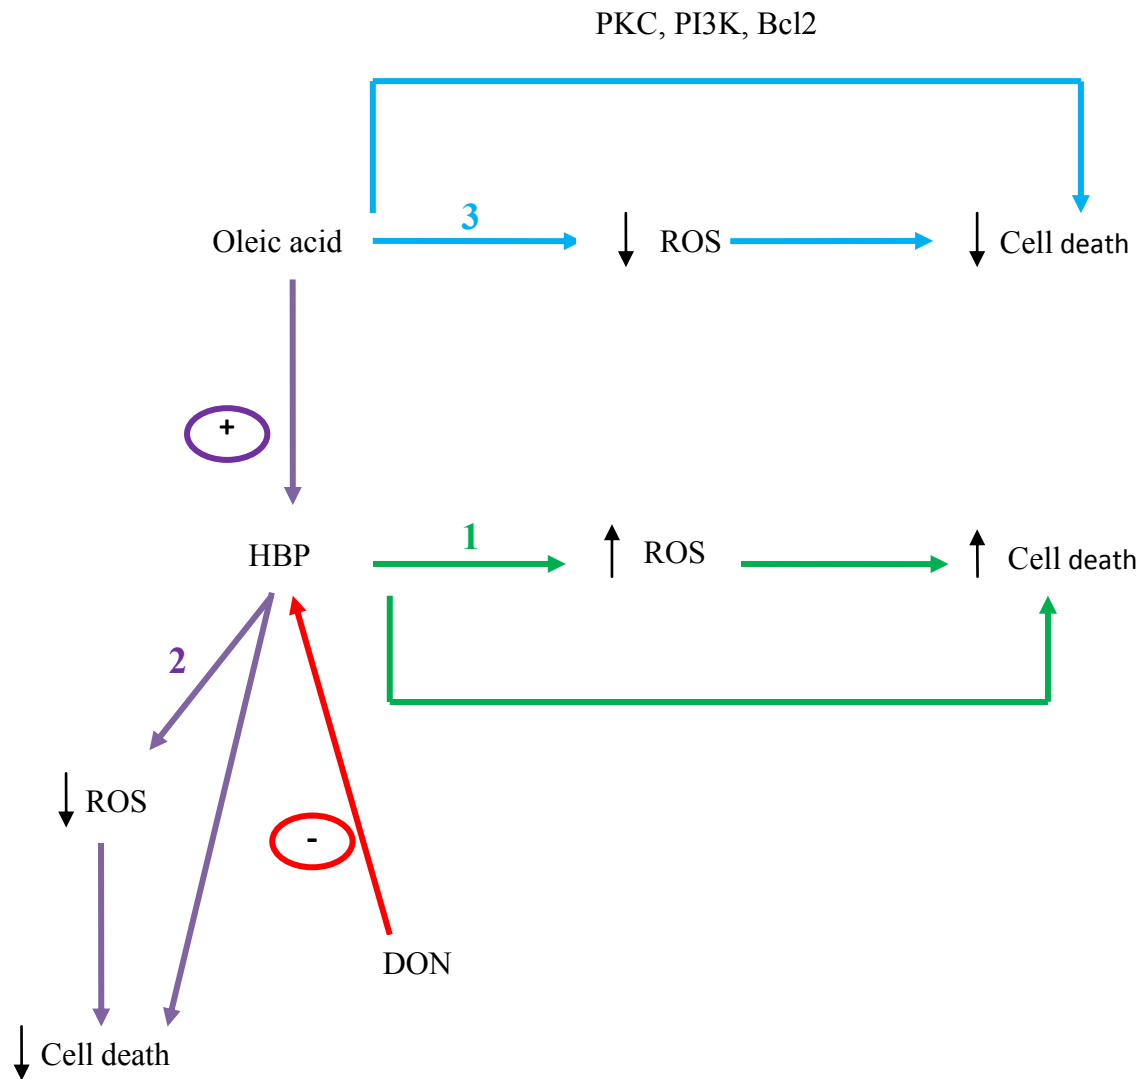 PKC, PI3K, Bcl2
3
Oleic acid
ROS
Cell death
+
1
HBP
ROS
Cell death
2
ROS
-
DON
Cell death